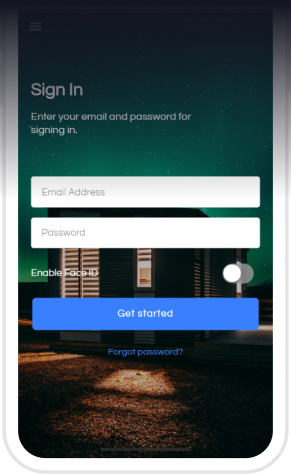 Sign In
Enter your email and password for
signing in.
Email Address
Password
Enable Face ID
Get started
Forgot password?